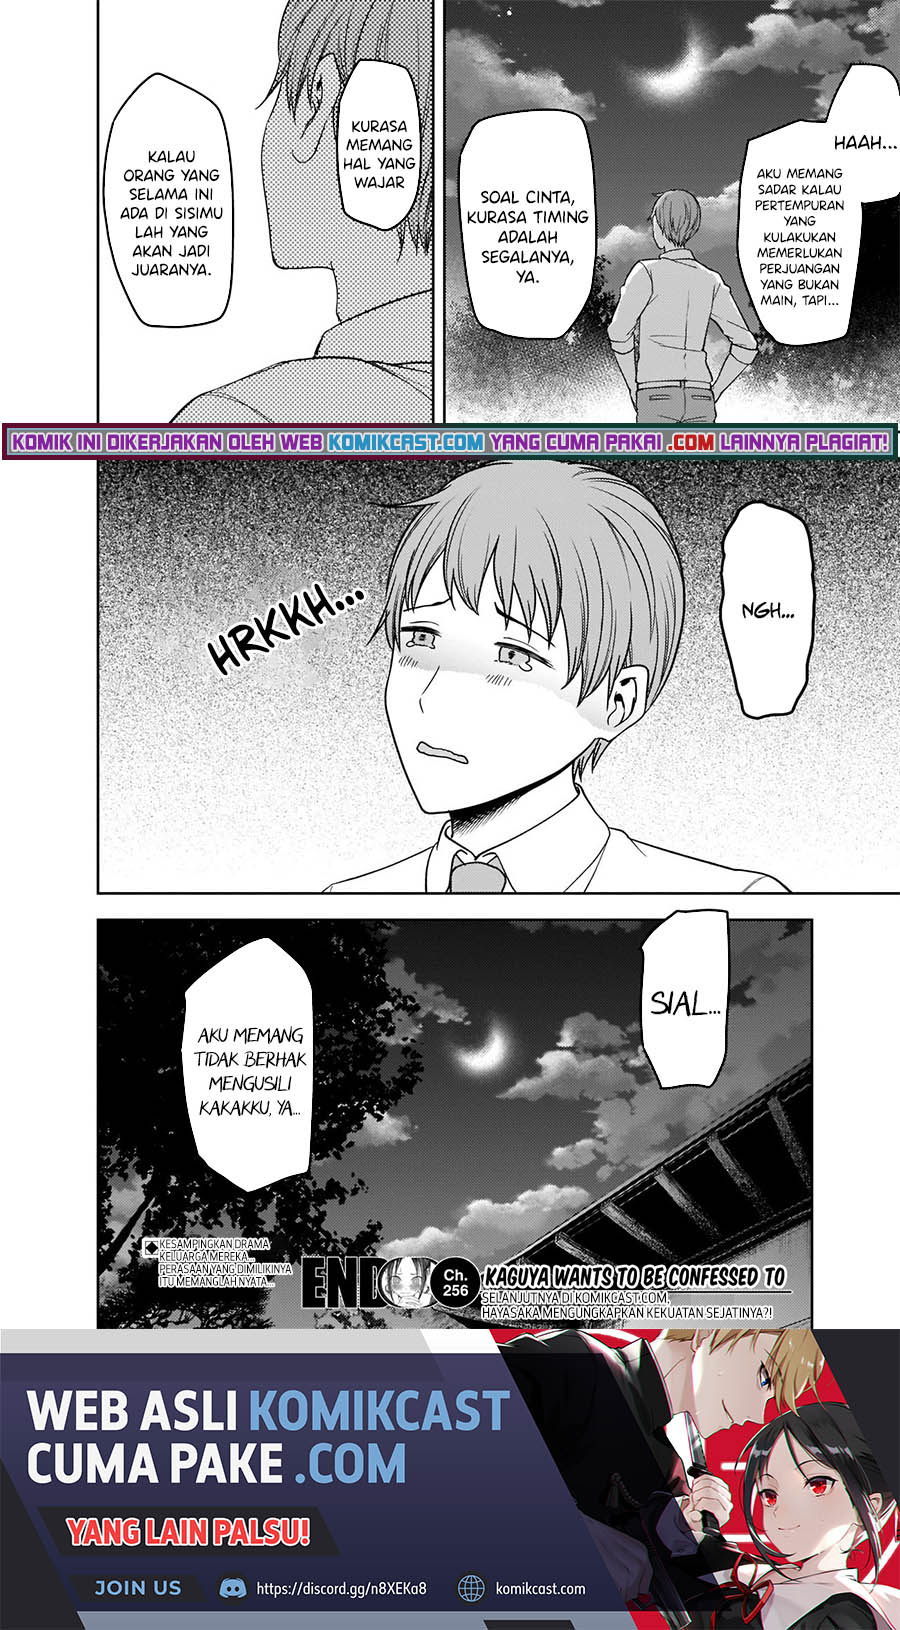 HAAH...
AKU MEMANG
SADAR KALAU
PERTEMPURAN
YANG
KULAKUKAN
MEMERLUKAN
PERJUANGAN
YANG BUKAN
MAIN, TAPI...
SOAL CINTA,
KURASA TIMING
ADALAH
SEGALANYA,
YA.
KURASA
MEMANG
HAL YANG
WAJAR
KALAU
ORANG YANG
SELAMA INI
ADA DI SISIMU
LAH YANG
AKAN JADI
JUARANYA.
KOMIK INI DIKERJAKAN OLEH WEB KOMIKCAST.COM YANG CUMA PAKAI .COM LAINNYA PLAGIAT!
NGH...
HRKKH...
SIAL...
AKU MEMANG
TIDAK BERHAK
MENGUSILI
KAKAKKU, YA...
KESAMPINGKAN DRAMA
KELUARGA MEREKA...
PERASAAN YANG DIMILIKINYA
ITU MEMANGLAH NYATA...
END
Ch.
256
KAGUYA WANTS TO BE CONFESSED TO
SELANJUTNYA DI KOMIKCAST.COM,
HAYASAKA MENGUNGKAPKAN KEKUATAN SEJATINYA?!
WEB ASLI KOMIKCAST
CUMA PAKE .COM
YANG LAIN PALSU!
JOIN US
https://discord.gg/n8XEKa8
komikcast.com